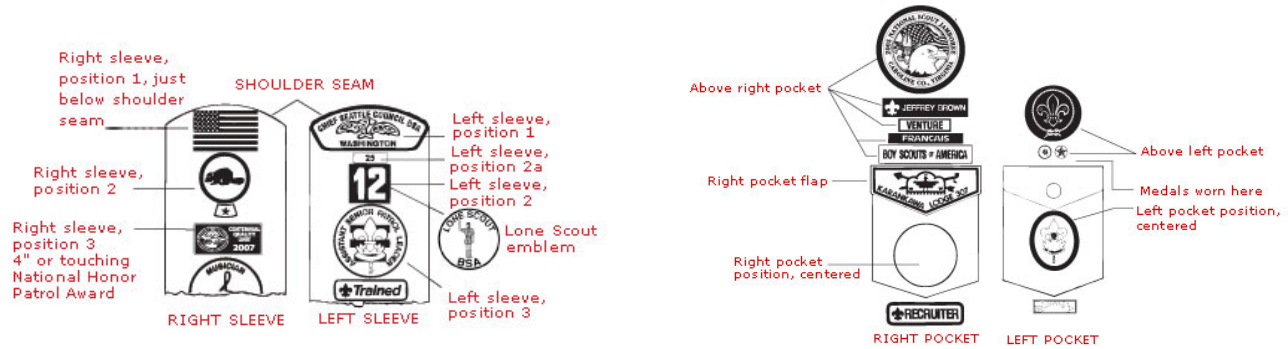 Right sleeve,
position 1, just
below shoulder
seam
SHOULDER SEAM
Right sleeve,
position 2
Right sleeve,
position 3
4" or touching
National Honor
Patrol Award
CENTENNIAL
QUALITY
UNIT
2007
MUSICIAN
RIGHT SLEEVE
CHIEF SEATTLE COUNCIL BSA
WASHINGTON
25
12
ASSISTANT SENIOR PATROL LEADER
Trained
LEFT SLEEVE
Left sleeve,
position 1
Left sleeve,
position 2a
Left sleeve,
position 2
LONE SCOUT
BSA
Lone Scout
emblem
Left sleeve,
position 3
2005 NATIONAL SCOUT JAMBOREE
CAROLINE CO., VIRGINIA
Above right pocket
JEFFREY BROWN
VENTURE
FRANCAIS
BOY SCOUTS OF AMERICA
Right pocket flap
KARANKAWA LODGE 307
Right pocket
position, centered
RECRUITER
RIGHT POCKET
Above left pocket
Medals worn here
Left pocket position,
centered
LEFT POCKET